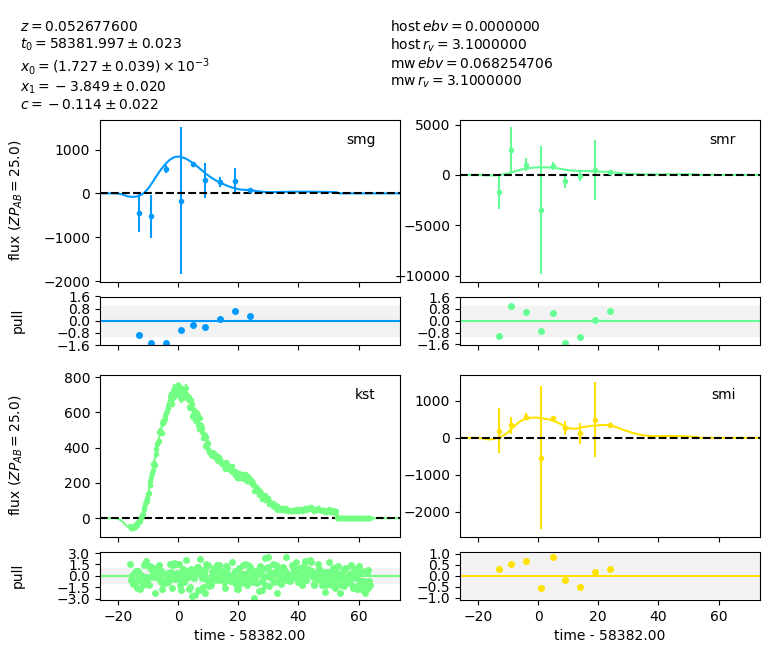 z = 0.052677600
host ebv = 0.0000000
t0 = 58381.997 ± 0.023
host r_v = 3.1000000
x0 = (1.727 ± 0.039) × 10^−3
mw ebv = 0.068254706
x1 = −3.849 ± 0.020
mw r_v = 3.1000000
c = −0.114 ± 0.022
smg
smr
flux (ZP_AB = 25.0)
1000
0
−1000
−2000
5000
0
−5000
−10000
pull
1.6
0.8
0.0
−0.8
−1.6
1.6
0.8
0.0
−0.8
−1.6
kst
smi
flux (ZP_AB = 25.0)
800
600
400
200
0
1000
0
−1000
−2000
pull
3.0
1.5
0.0
−1.5
−3.0
1.0
0.5
0.0
−0.5
−1.0
−20 0 20 40 60
−20 0 20 40 60
time - 58382.00
time - 58382.00